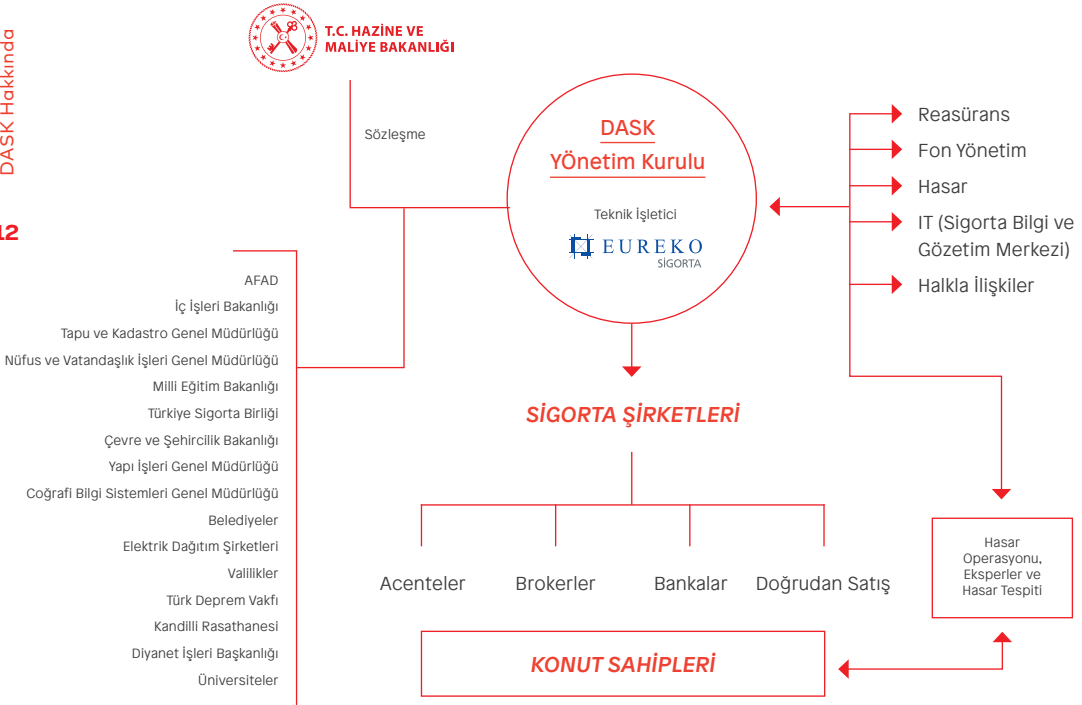 DASK Hakkında
12
T.C. HAZİNE VE
MALİYE BAKANLIĞI
Sözleşme
DASK
YÖnetim Kurulu
Teknik İşletici
EUREKO
SİGORTA
Reasürans
Fon Yönetim
Hasar
IT (Sigorta Bilgi ve
Gözetim Merkezi)
Halkla İlişkiler
AFAD
İç İşleri Bakanlığı
Tapu ve Kadastro Genel Müdürlüğü
Nüfus ve Vatandaşlık İşleri Genel Müdürlüğü
Milli Eğitim Bakanlığı
Türkiye Sigorta Birliği
Çevre ve Şehircilik Bakanlığı
Yapı İşleri Genel Müdürlüğü
Coğrafi Bilgi Sistemleri Genel Müdürlüğü
Belediyeler
Elektrik Dağıtım Şirketleri
Valilikler
Türk Deprem Vakfı
Kandilli Rasathanesi
Diyanet İşleri Başkanlığı
Üniversiteler
SİGORTA ŞİRKETLERİ
Acenteler
Brokerler
Bankalar
Doğrudan Satış
Hasar
Operasyonu,
Eksperler ve
Hasar Tespiti
KONUT SAHİPLERİ